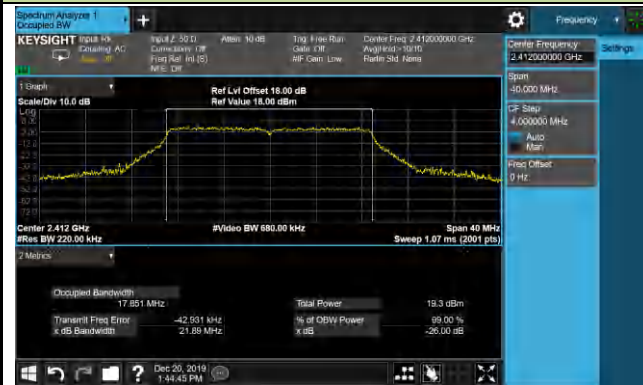 Spectrum Analyzer 1
Occupied BW
+
Frequency
KEYSIGHT
Input: RF
Coupling: AC
Input Z: 50 Ω
Corrections: Off
Freq Ref: Int (S)
NFE: Off
Atten: 10 dB
Trig: Free Run
Gate: Off
#IF Gain: Low
Center Freq: 2.412000000 GHz
Avg|Hold: >10/10
Radio Std: None
1 Graph
Scale/Div 10.0 dB
Ref Lvl Offset 18.00 dB
Ref Value 18.00 dBm
Log
Center 2.412 GHz
#Video BW 680.00 kHz
Span 40 MHz
#Res BW 220.00 kHz
Sweep 1.07 ms (2001 pts)
2 Metrics
Occupied Bandwidth
17.651 MHz
Total Power
19.3 dBm
Transmit Freq Error
-42.931 kHz
% of OBW Power
99.00 %
x dB Bandwidth
21.89 MHz
x dB
-26.00 dB
Center Frequency
2.412000000 GHz
Settings
Span
40.000 MHz
CF Step
4.000000 MHz
Auto
Man
Freq Offset
0 Hz
?
Dec 20, 2019
1:44:45 PM